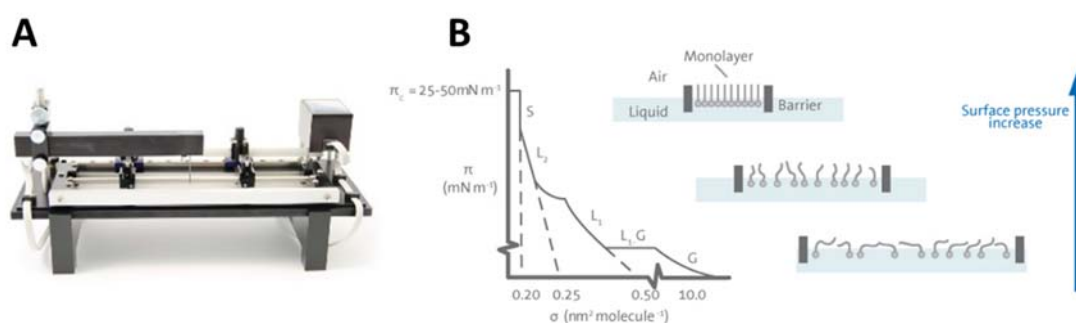 A
B
Monolayer
Air
Liquid
Barrier
πc = 25-50mN m⁻¹
S
L₂
π
(mN m⁻¹)
L₁
L₁ G
G
0.20 0.25 0.50 10.0
σ (nm² molecule⁻¹)
Surface pressure
increase